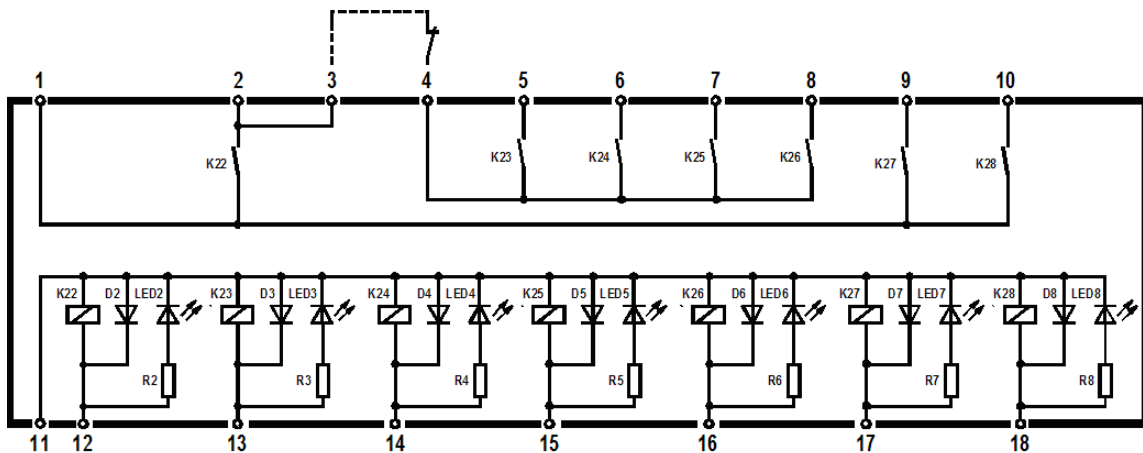 1 2 3 4 5 6 7 8 9 10
K22 K23 K24 K25 K26 K27 K28
K22 D2 LED2 K23 D3 LED3 K24 D4 LED4 K25 D5 LED5 K26 D6 LED6 K27 D7 LED7 K28 D8 LED8
R2 R3 R4 R5 R6 R7 R8
11 12 13 14 15 16 17 18